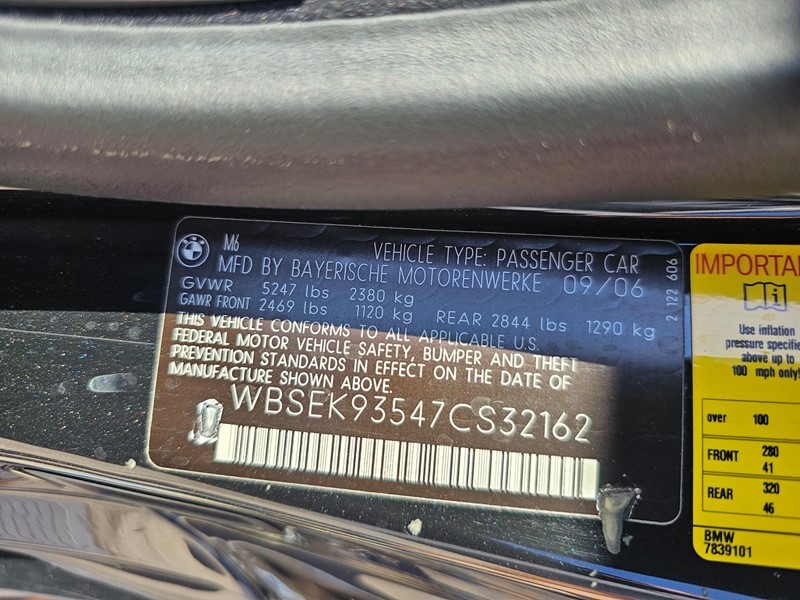 M6
VEHICLE TYPE: PASSENGER CAR
MFD BY BAYERISCHE MOTORENWERKE 09/06
GVWR 5247 lbs 2380 kg
GAWR FRONT 2469 lbs 1120 kg REAR 2844 lbs 1290 kg
THIS VEHICLE CONFORMS TO ALL APPLICABLE U.S.
FEDERAL MOTOR VEHICLE SAFETY, BUMPER AND THEFT
PREVENTION STANDARDS IN EFFECT ON THE DATE OF
MANUFACTURE SHOWN ABOVE.
WBSEK93547CS32162
2 122 606
IMPORTA
Use inflation
pressure specifie
above up to
100 mph only!
over 100
FRONT 280
41
REAR 320
46
BMW
7839101